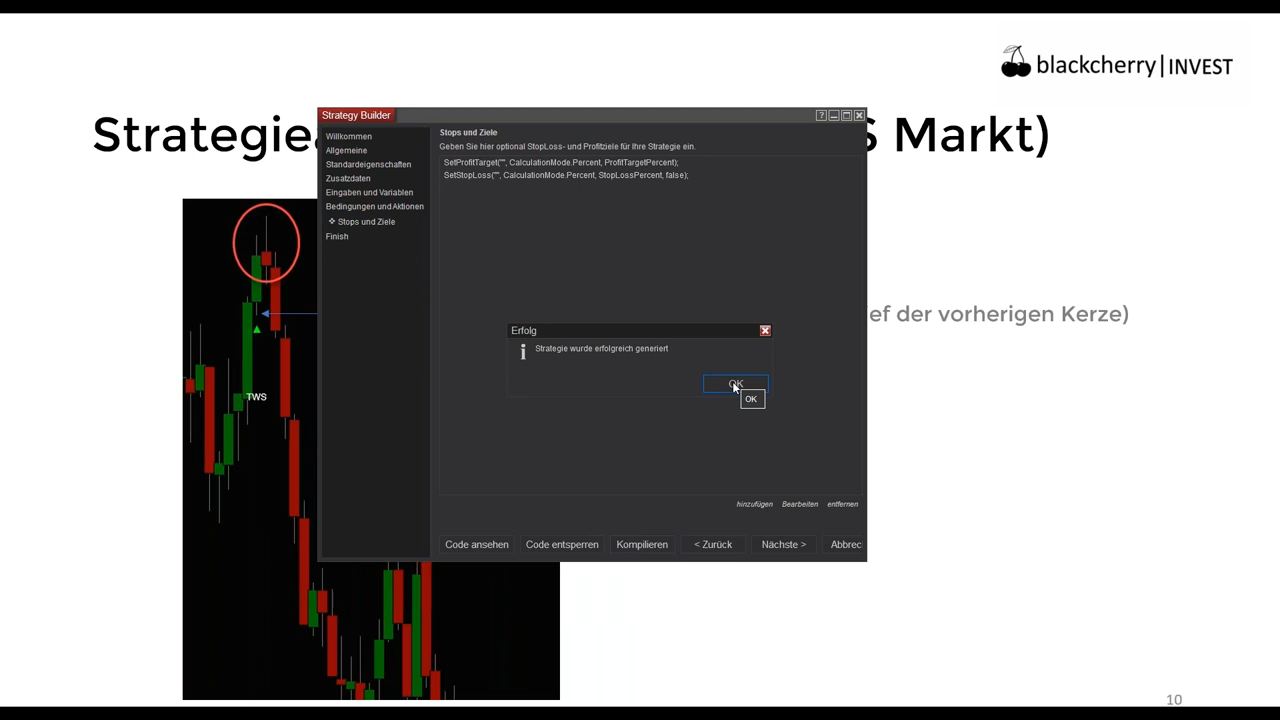 blackcherry|INVEST
Strategie
S Markt)
Strategy Builder
?
Willkommen
Allgemeine
Standardeigenschaften
Zusatzdaten
Eingaben und Variablen
Bedingungen und Aktionen
Stops und Ziele
Finish
Stops und Ziele
Geben Sie hier optional StopLoss- und Profitziele für Ihre Strategie ein.
SetProfitTarget("", CalculationMode.Percent, ProfitTargetPercent);
SetStopLoss("", CalculationMode.Percent, StopLossPercent, false);
ef der vorherigen Kerze)
Erfolg
Strategie wurde erfolgreich generiert
OK
OK
TWS
hinzufügen Bearbeiten entfernen
Code ansehen Code entsperren Kompilieren < Zurück Nächste > Abbrec
10